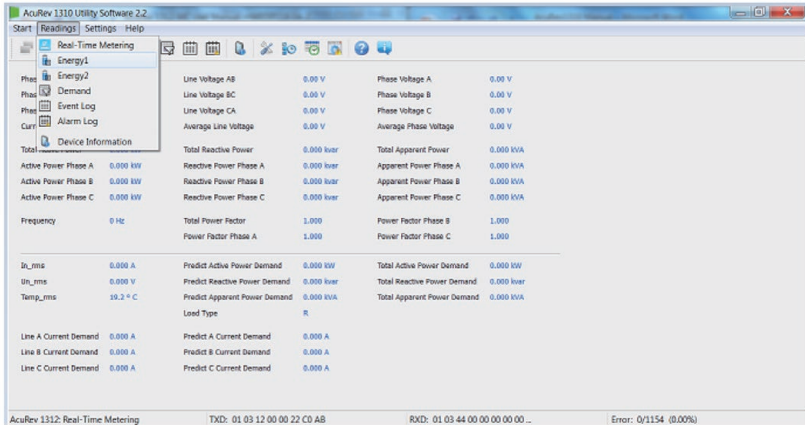 AcuRev 1310 Utility Software 2.2
Start Readings Settings Help
Real-Time Metering
Energy1
Energy2
Demand
Event Log
Alarm Log
Device Information
Line Voltage AB 0.00 V Phase Voltage A 0.00 V
Line Voltage BC 0.00 V Phase Voltage B 0.00 V
Line Voltage CA 0.00 V Phase Voltage C 0.00 V
Average Line Voltage 0.00 V Average Phase Voltage 0.00 V
Total Reactive Power 0.000 kvar Total Apparent Power 0.000 kVA
Active Power Phase A 0.000 kW Reactive Power Phase A 0.000 kvar Apparent Power Phase A 0.000 kVA
Active Power Phase B 0.000 kW Reactive Power Phase B 0.000 kvar Apparent Power Phase B 0.000 kVA
Active Power Phase C 0.000 kW Reactive Power Phase C 0.000 kvar Apparent Power Phase C 0.000 kVA
Frequency 0 Hz Total Power Factor 1.000 Power Factor Phase B 1.000
Power Factor Phase A 1.000 Power Factor Phase C 1.000
In_rms 0.000 A Predict Active Power Demand 0.000 kW Total Active Power Demand 0.000 kW
Un_rms 0.000 V Predict Reactive Power Demand 0.000 kvar Total Reactive Power Demand 0.000 kvar
Temp_rms 19.2 º C Predict Apparent Power Demand 0.000 kVA Total Apparent Power Demand 0.000 kVA
Load Type R
Line A Current Demand 0.000 A Predict A Current Demand 0.000 A
Line B Current Demand 0.000 A Predict B Current Demand 0.000 A
Line C Current Demand 0.000 A Predict C Current Demand 0.000 A
AcuRev 1312: Real-Time Metering TXD: 01 03 12 00 00 22 C0 AB RXD: 01 03 44 00 00 00 00 00 ... Error: 0/1154 (0.00%)